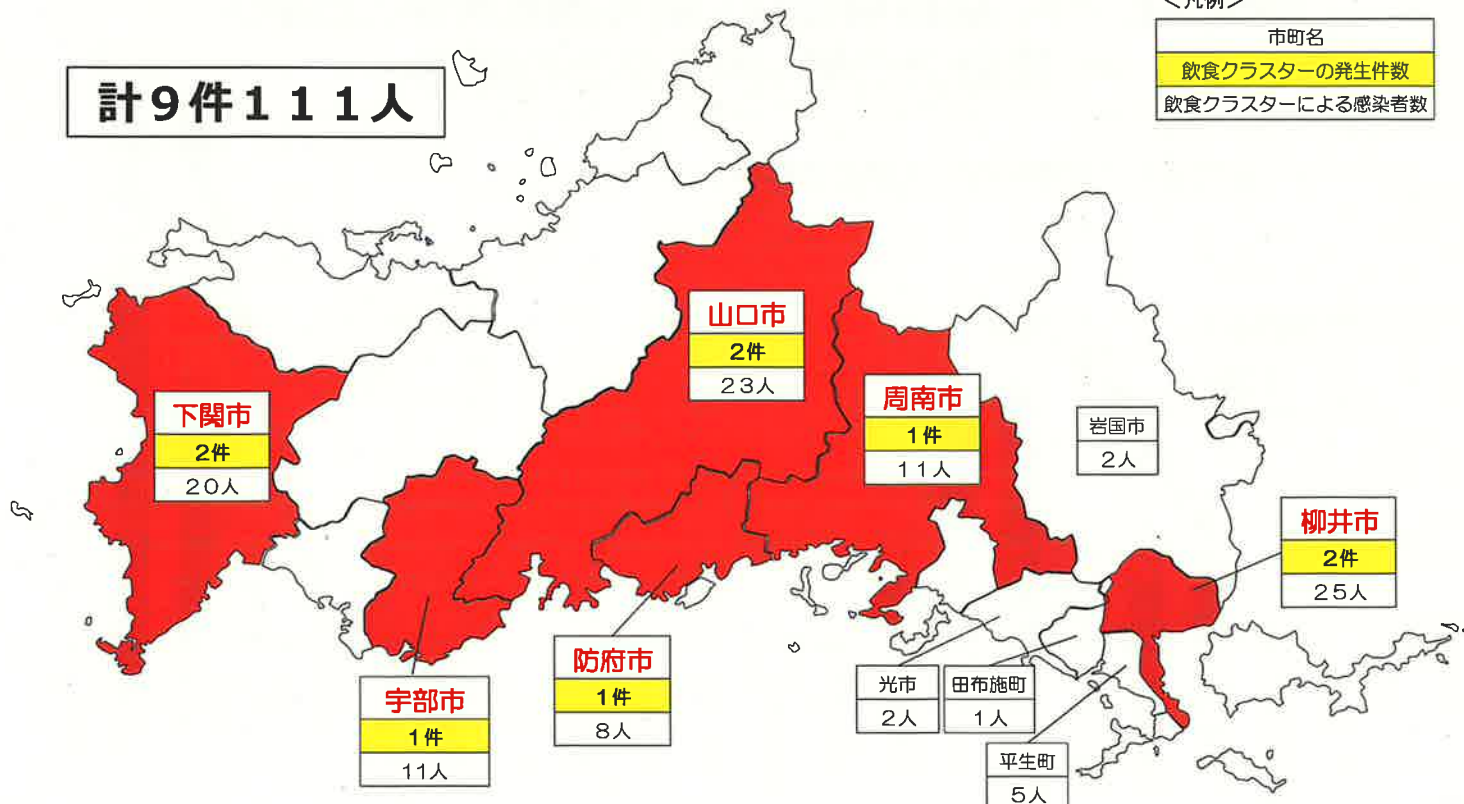 <凡例>
市町名
飲食クラスターの発生件数
飲食クラスターによる感染者数
計9件111人
山口市
2件
23人
下関市
2件
20人
周南市
1件
11人
岩国市
2人
柳井市
2件
25人
防府市
1件
8人
宇部市
1件
11人
光市
2人
田布施町
1人
平生町
5人